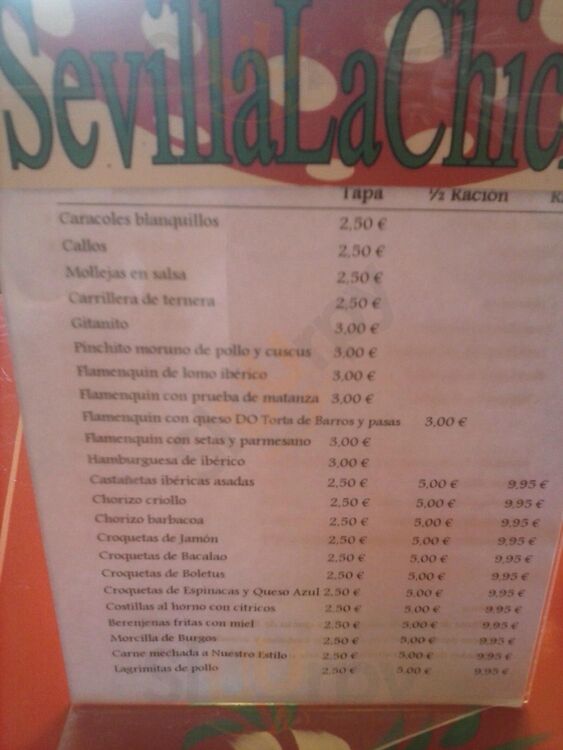 SevillaLaChic
Tapa ½ Ración R
Caracoles blanquillos 2,50 €
Callos 2,50 €
Mollejas en salsa 2,50 €
Carrillera de ternera 2,50 €
Gitanito 3,00 €
Pinchito moruno de pollo y cuscus 3,00 €
Flamenquin de lomo ibérico 3,00 €
Flamenquin con prueba de matanza 3,00 €
Flamenquin con queso DO Torta de Barros y pasas 3,00 €
Flamenquin con setas y parmesano 3,00 €
Hamburguesa de ibérico 3,00 €
Castañetas ibéricas asadas 2,50 € 5,00 € 9,95 €
Chorizo criollo 2,50 € 5,00 € 9,95 €
Chorizo barbacoa 2,50 € 5,00 € 9,95 €
Croquetas de Jamón 2,50 € 5,00 € 9,95 €
Croquetas de Bacalao 2,50 € 5,00 € 9,95 €
Croquetas de Boletus 2,50 € 5,00 € 9,95 €
Croquetas de Espinacas y Queso Azul 2,50 € 5,00 € 9,95 €
Costillas al horno con citricos 2,50 € 5,00 € 9,95 €
Berenjenas fritas con miel 2,50 € 5,00 € 9,95 €
Morcilla de Burgos 2,50 € 5,00 € 9,95 €
Carne mechada a Nuestro Estilo 2,50 € 5,00 € 9,95 €
Lagrimitas de pollo 2,50 € 5,00 € 9,95 €